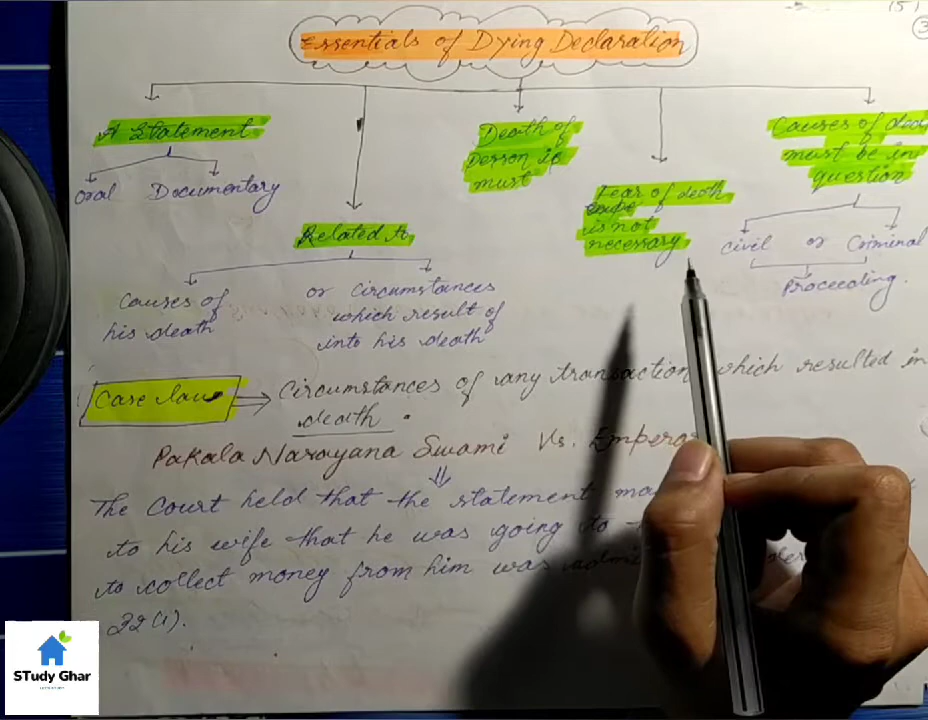 (5)
3
Essentials of Dying Declaration
A Statement
Oral Documentary
Related to
Causes of his death
or Circumstances
which result of
into his death
Death of
person is
must
Fear of death
is not
necessary
Causes of
must be in
question
Civil or Criminal
Proceeding.
Case law ⇒ Circumstances of any transaction which resulted in
death.
Pakala Narayana Swami Vs. Emperor
The Court held that the statement
to his wife that he was going to
to collect money from him was
32(1).
STudy Ghar